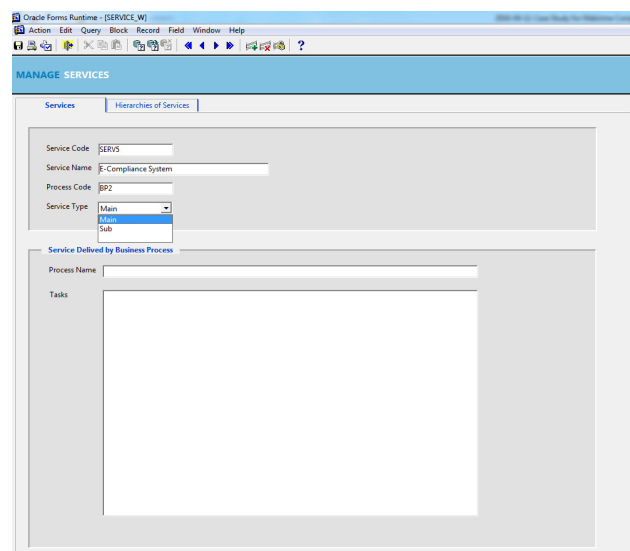 Oracle Forms Runtime - [SERVICE_W]
Action Edit Query Block Record Field Window Help
MANAGE SERVICES
Services Hierarchies of Services
Service Code SERV5
Service Name E-Compliance System
Process Code BP2
Service Type Main
Main
Sub
Service Delived by Business Process
Process Name
Tasks